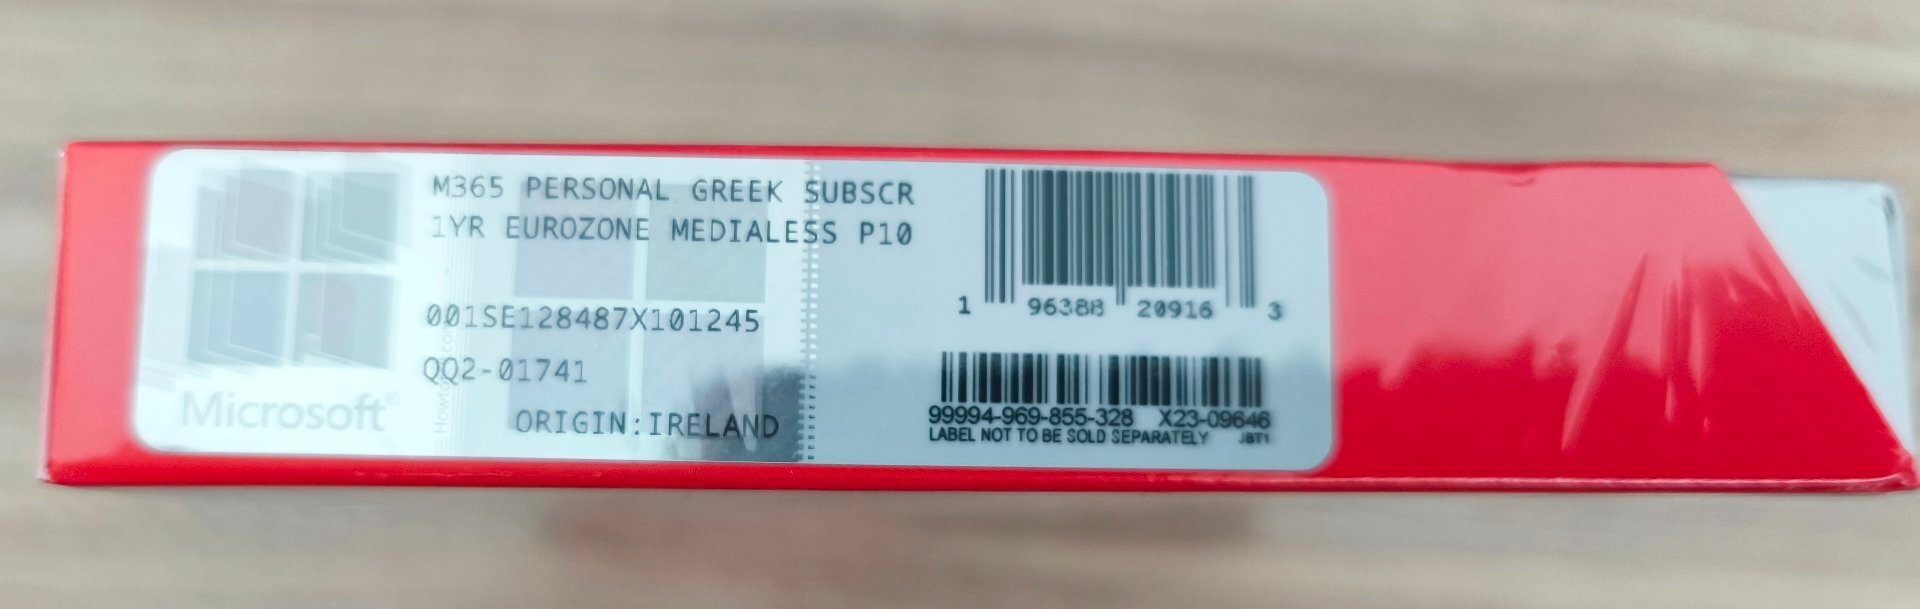 M365 PERSONAL GREEK SUBSCR
1YR EUROZONE MEDIALESS P10
001SE128487X101245
QQ2-01741
ORIGIN:IRELAND
Microsoft®
1 96388 20916 3
99994-969-855-328 X23-09646
LABEL NOT TO BE SOLD SEPARATELY JBT1